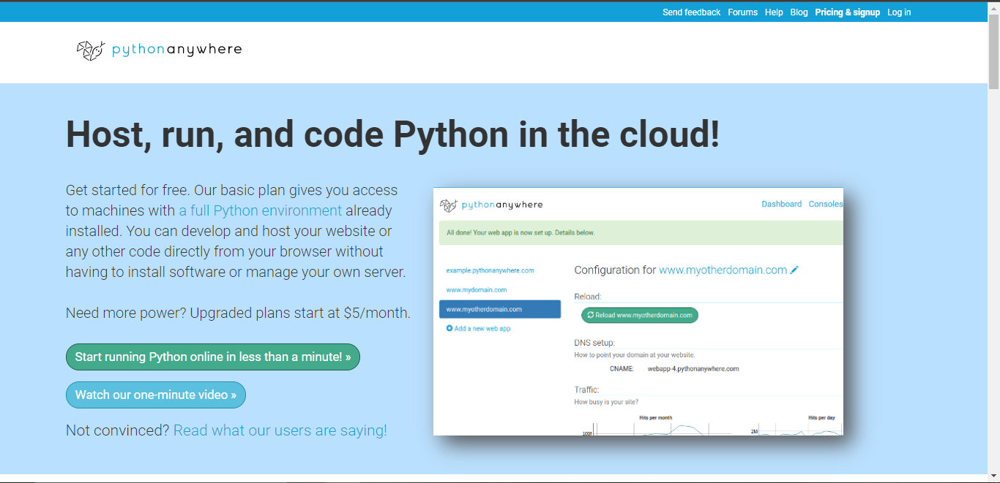 Send feedback Forums Help Blog Pricing & signup Log in
pythonanywhere
Host, run, and code Python in the cloud!
Get started for free. Our basic plan gives you access
to machines with a full Python environment already
installed. You can develop and host your website or
any other code directly from your browser without
having to install software or manage your own server.
Need more power? Upgraded plans start at $5/month.
Start running Python online in less than a minute! »
Watch our one-minute video »
Not convinced? Read what our users are saying!
pythonanywhere
Dashboard Consoles
All done! Your web app is now set up. Details below.
example.pythonanywhere.com
www.mydomain.com
www.myotherdomain.com
Add a new web app
Configuration for www.myotherdomain.com
Reload:
Reload www.myotherdomain.com
DNS setup:
How to point your domain at your website.
CNAME: webapp-4.pythonanywhere.com
Traffic:
How busy is your site?
Hits per month Hits per day
2M